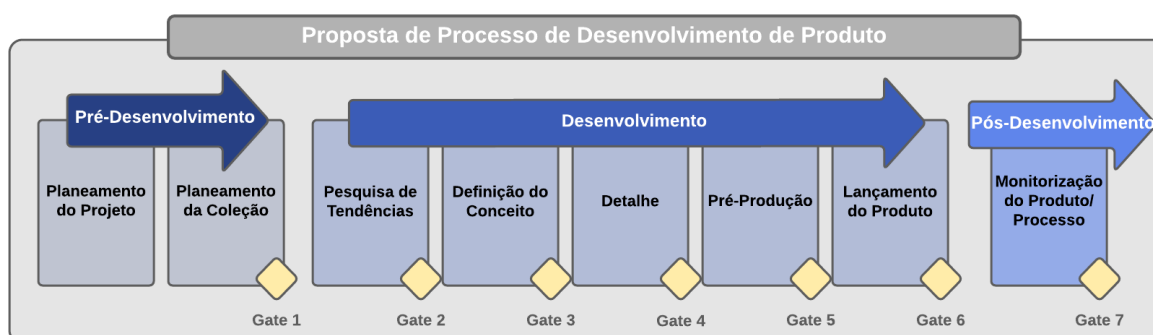 Proposta de Processo de Desenvolvimento de Produto
Pré-Desenvolvimento
Desenvolvimento
Pós-Desenvolvimento
Planeamento
do Projeto
Planeamento
da Coleção
Pesquisa de
Tendências
Definição do
Conceito
Detalhe
Pré-Produção
Lançamento
do Produto
Monitorização
do Produto/
Processo
Gate 1
Gate 2
Gate 3
Gate 4
Gate 5
Gate 6
Gate 7